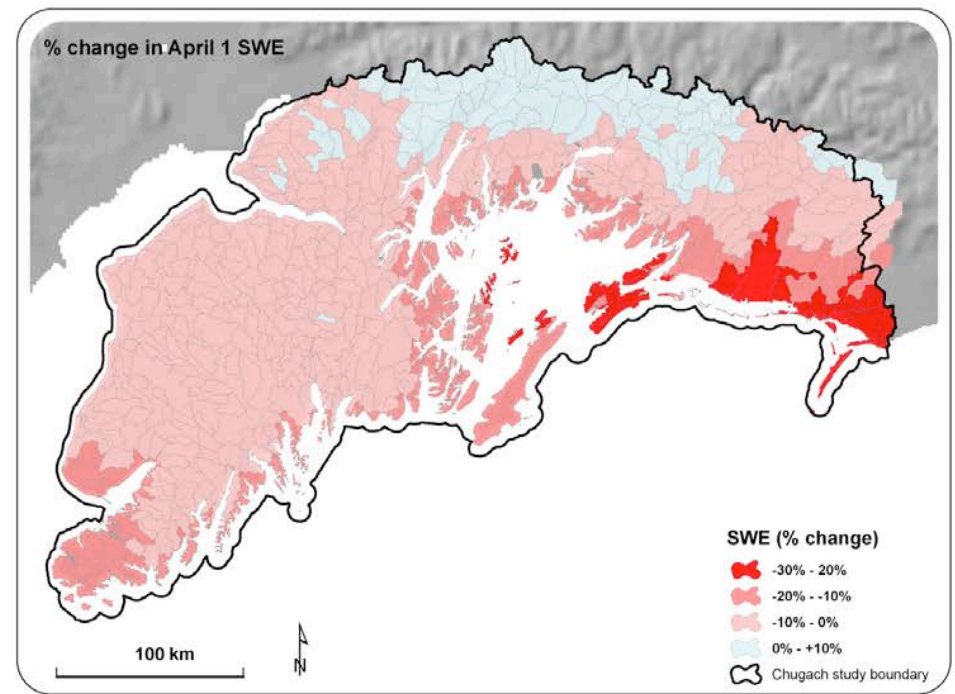 % change in April 1 SWE
SWE (% change)
-30% - 20%
-20% - -10%
-10% - 0%
0% - +10%
Chugach study boundary
100 km
N